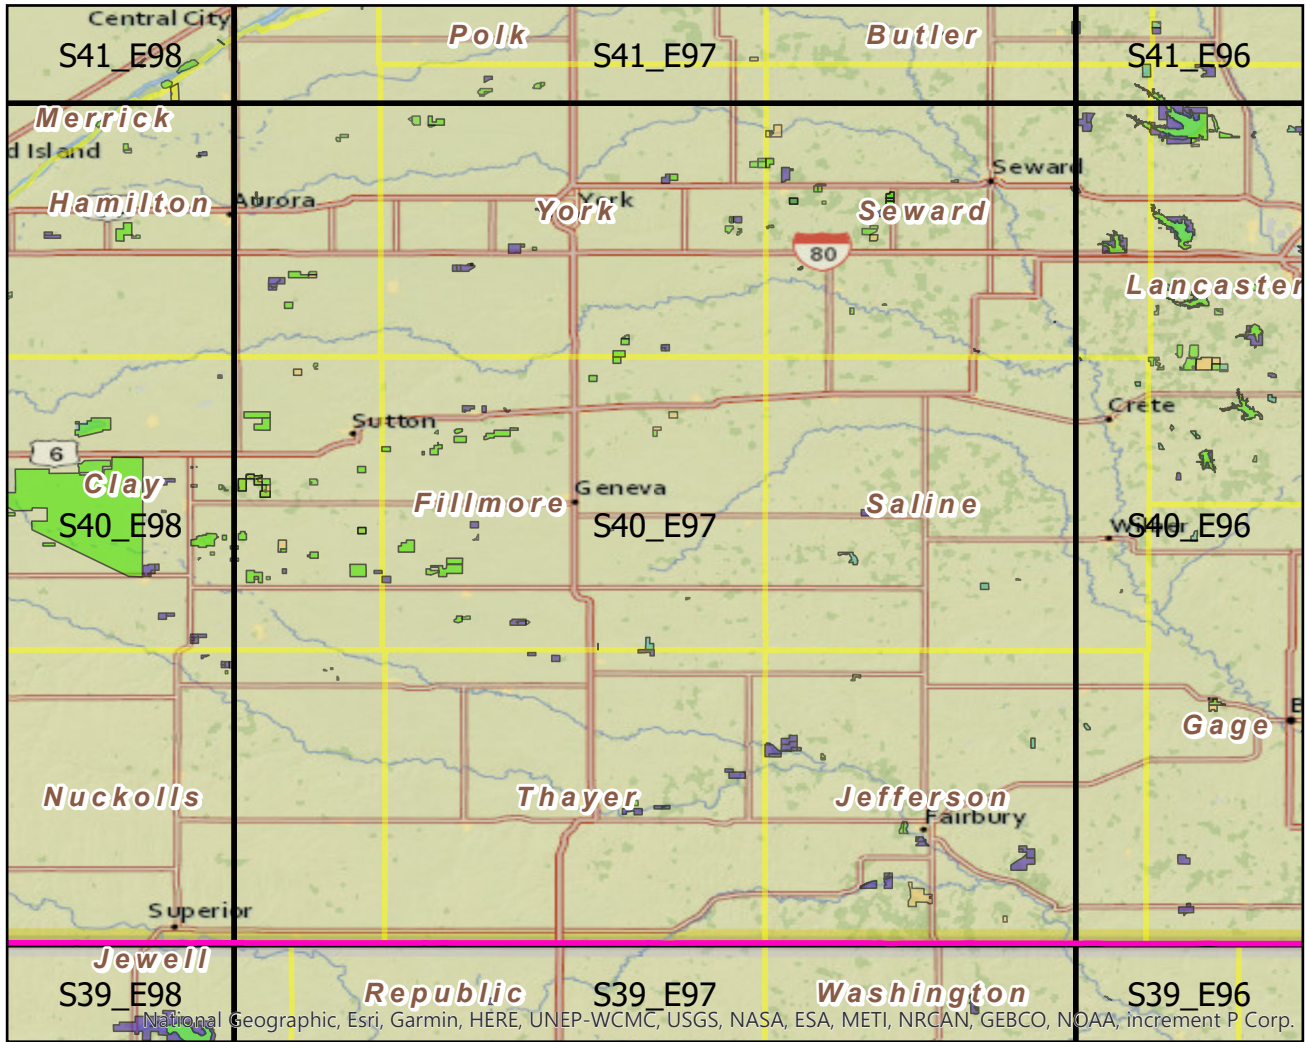 Central City
Polk
Butler
S41_E98
S41_E97
S41_E96
Merrick
d Island
Seward
Hamilton
Aurora
York
York
Seward
80
Lancaster
Crete
Sutton
6
Clay
Geneva
Fillmore
Saline
S40_E98
S40_E97
S40_E96
Gage
Nuckolls
Thayer
Jefferson
Fairbury
Superior
Jewell
Republic
Washington
S39_E98
S39_E97
S39_E96
National Geographic, Esri, Garmin, HERE, UNEP-WCMC, USGS, NASA, ESA, METI, NRCAN, GEBCO, NOAA, increment P Corp.